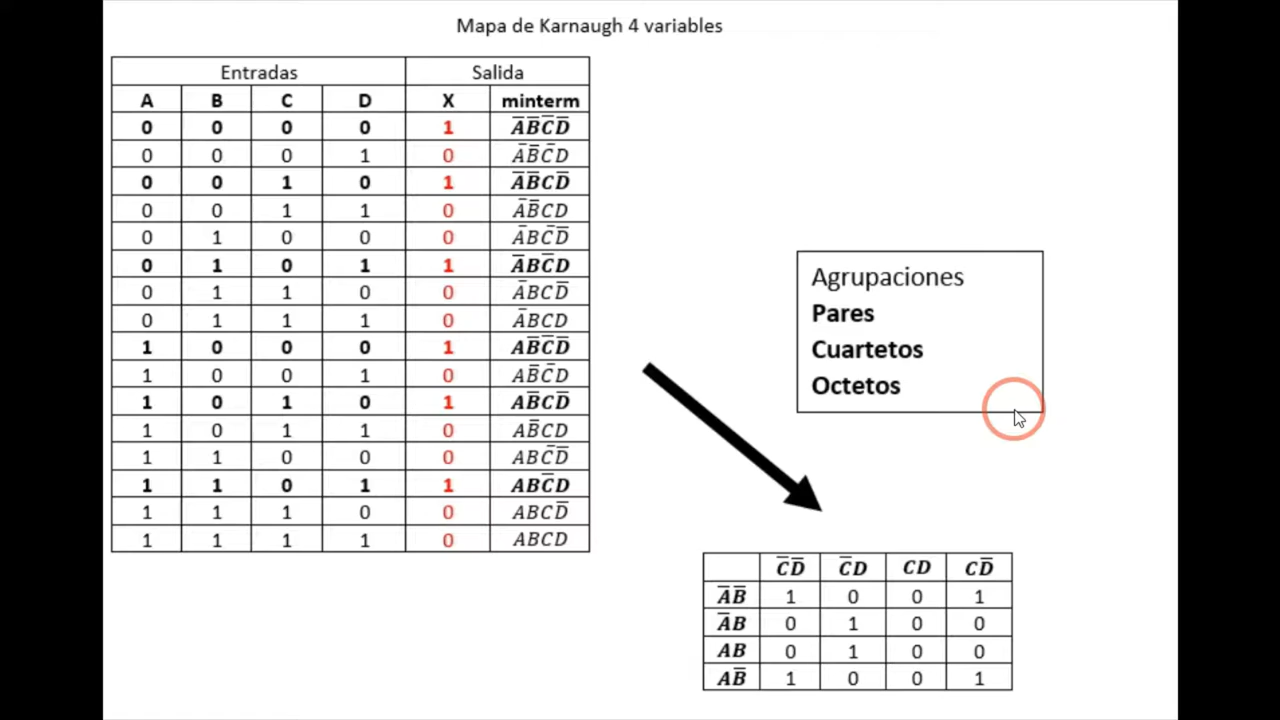 Mapa de Karnaugh 4 variables
Entradas Salida
A B C D X minterm
0 0 0 0 1 A̅B̅C̅D̅
0 0 0 1 0 A̅B̅C̅D
0 0 1 0 1 A̅B̅CD̅
0 0 1 1 0 A̅B̅CD
0 1 0 0 0 A̅BC̅D̅
0 1 0 1 1 A̅BC̅D
0 1 1 0 0 A̅BCD̅
0 1 1 1 0 A̅BCD
1 0 0 0 1 AB̅C̅D̅
1 0 0 1 0 AB̅C̅D
1 0 1 0 1 AB̅CD̅
1 0 1 1 0 AB̅CD
1 1 0 0 0 ABC̅D̅
1 1 0 1 1 ABC̅D
1 1 1 0 0 ABCD̅
1 1 1 1 0 ABCD
Agrupaciones
Pares
Cuartetos
Octetos
C̅D̅ C̅D CD CD̅
A̅B̅ 1 0 0 1
A̅B 0 1 0 0
AB 0 1 0 0
AB̅ 1 0 0 1